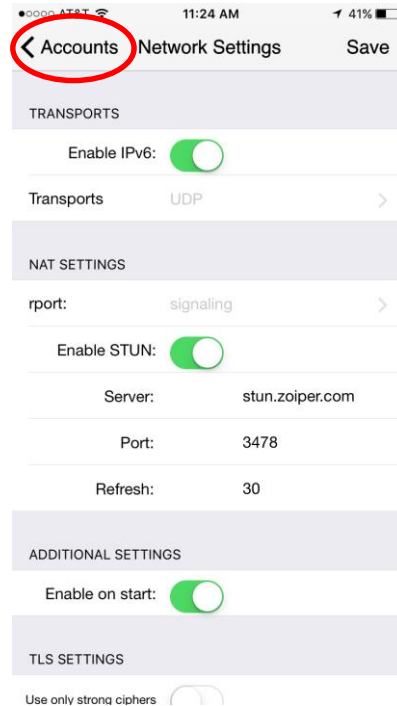 AT&T 11:24 AM 41%
Accounts Network Settings Save
TRANSPORTS
Enable IPv6:
Transports UDP
NAT SETTINGS
rport: signaling
Enable STUN:
Server: stun.zoiper.com
Port: 3478
Refresh: 30
ADDITIONAL SETTINGS
Enable on start:
TLS SETTINGS
Use only strong ciphers